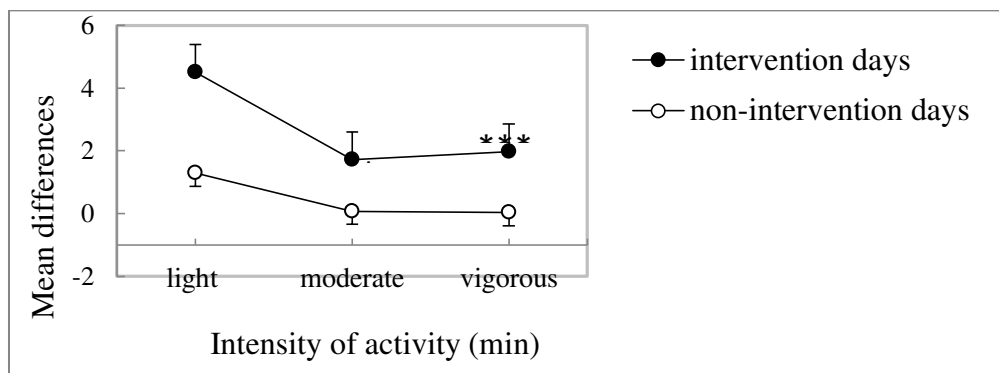 6
4
2
0
-2
Mean differences
***
light moderate vigorous
Intensity of activity (min)
intervention days
non-intervention days